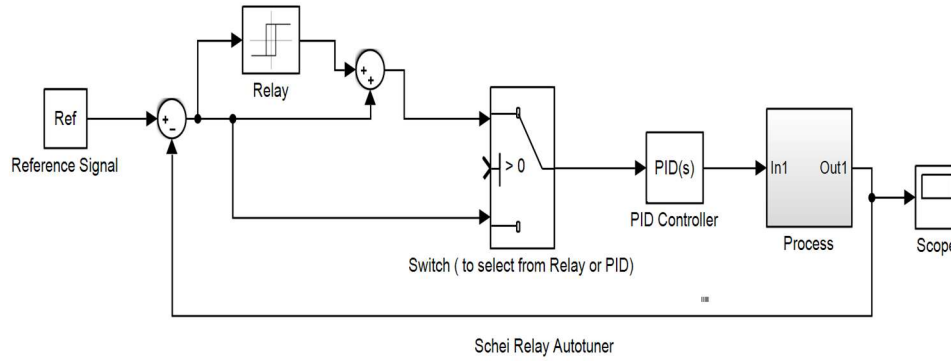 Relay
Ref
Reference Signal
> 0
Switch ( to select from Relay or PID)
PID(s)
PID Controller
In1 Out1
Process
Scope
Schei Relay Autotuner